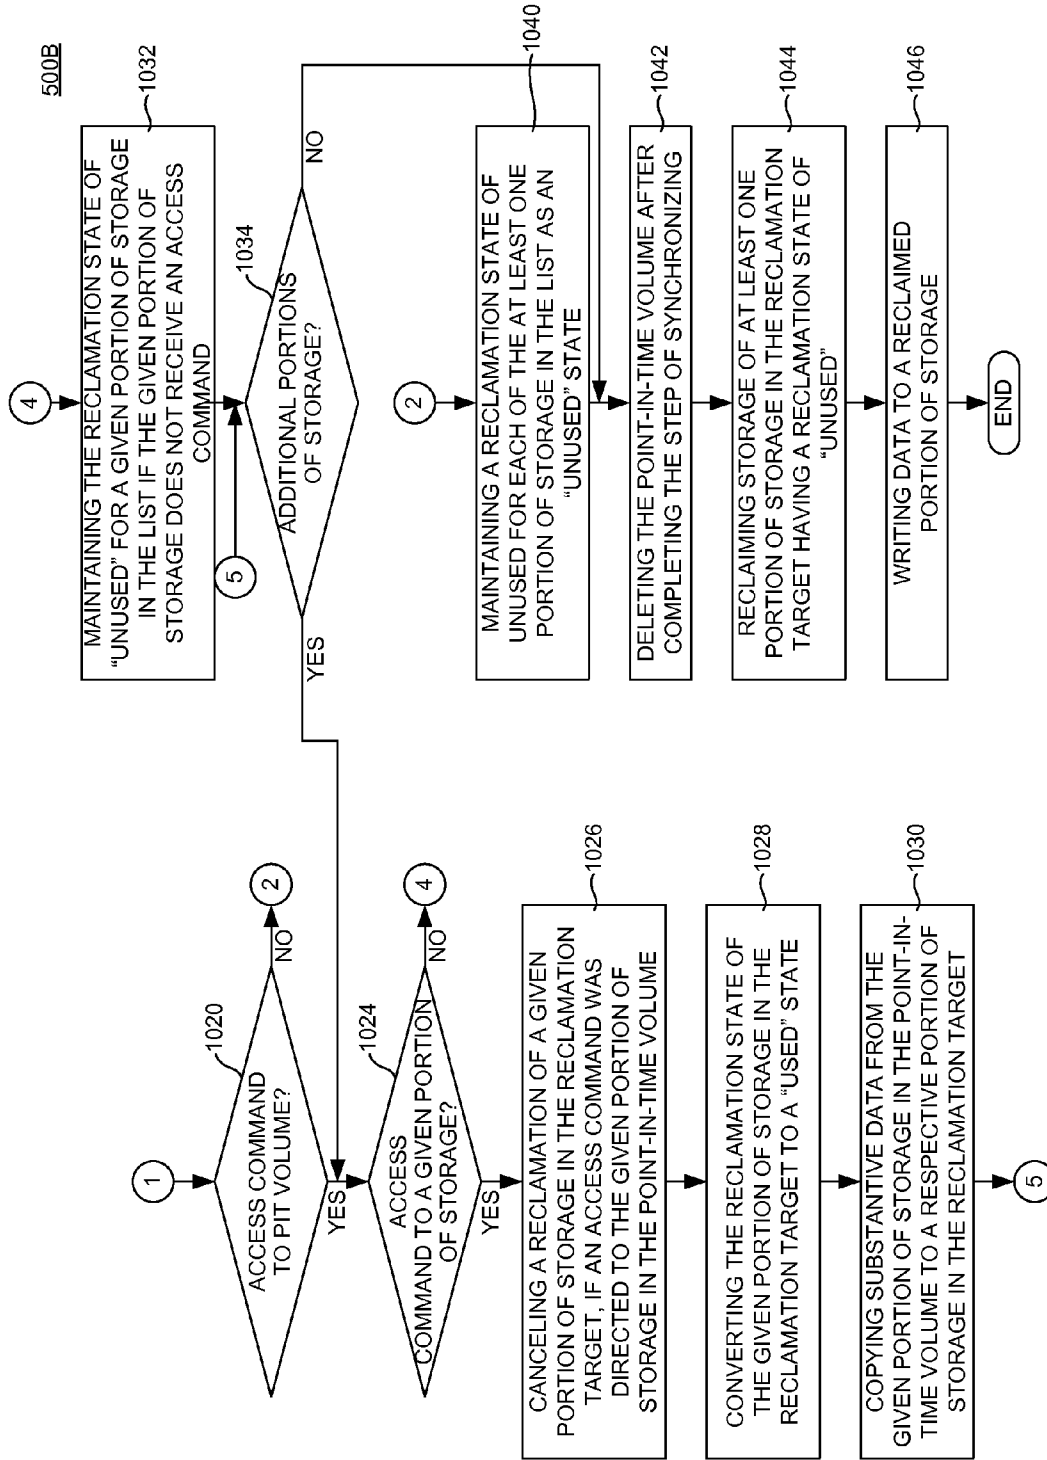 500B
1
ACCESS COMMAND
TO PIT VOLUME?
1020
NO
2
YES
ACCESS
COMMAND TO A GIVEN PORTION
OF STORAGE?
1024
NO
4
YES
CANCELING A RECLAMATION OF A GIVEN
PORTION OF STORAGE IN THE RECLAMATION
TARGET, IF AN ACCESS COMMAND WAS
DIRECTED TO THE GIVEN PORTION OF
STORAGE IN THE POINT-IN-TIME VOLUME
1026
CONVERTING THE RECLAMATION STATE OF
THE GIVEN PORTION OF STORAGE IN THE
RECLAMATION TARGET TO A "USED" STATE
1028
COPYING SUBSTANTIVE DATA FROM THE
GIVEN PORTION OF STORAGE IN THE POINT-IN-
TIME VOLUME TO A RESPECTIVE PORTION OF
STORAGE IN THE RECLAMATION TARGET
1030
5
4
MAINTAINING THE RECLAMATION STATE OF
"UNUSED" FOR A GIVEN PORTION OF STORAGE
IN THE LIST IF THE GIVEN PORTION OF
STORAGE DOES NOT RECEIVE AN ACCESS
COMMAND
1032
5
ADDITIONAL PORTIONS
OF STORAGE?
1034
YES
NO
2
MAINTAINING A RECLAMATION STATE OF
UNUSED FOR EACH OF THE AT LEAST ONE
PORTION OF STORAGE IN THE LIST AS AN
"UNUSED" STATE
1040
DELETING THE POINT-IN-TIME VOLUME AFTER
COMPLETING THE STEP OF SYNCHRONIZING
1042
RECLAIMING STORAGE OF AT LEAST ONE
PORTION OF STORAGE IN THE RECLAMATION
TARGET HAVING A RECLAMATION STATE OF
"UNUSED"
1044
WRITING DATA TO A RECLAIMED
PORTION OF STORAGE
1046
END